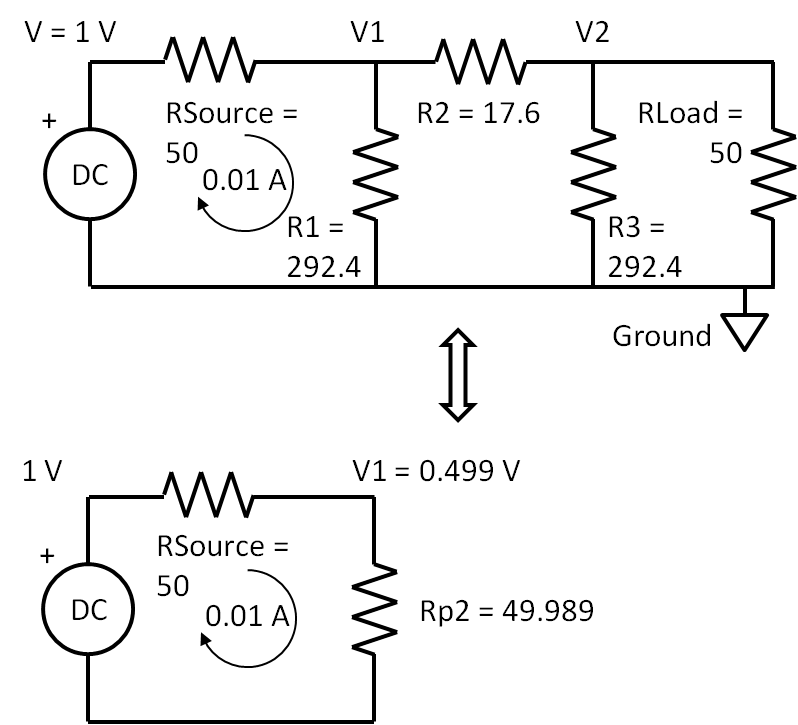 V = 1 V
V1
V2
+
DC
RSource =
50
0.01 A
R1 =
292.4
R2 = 17.6
R3 =
292.4
RLoad =
50
Ground
1 V
V1 = 0.499 V
+
DC
RSource =
50
0.01 A
Rp2 = 49.989